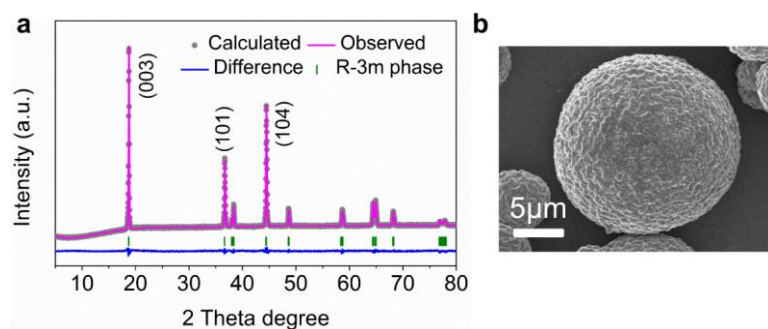 a
Calculated Observed
Difference R-3m phase
(003)
(101)
(104)
Intensity (a.u.)
10 20 30 40 50 60 70 80
2 Theta degree
b
5μm